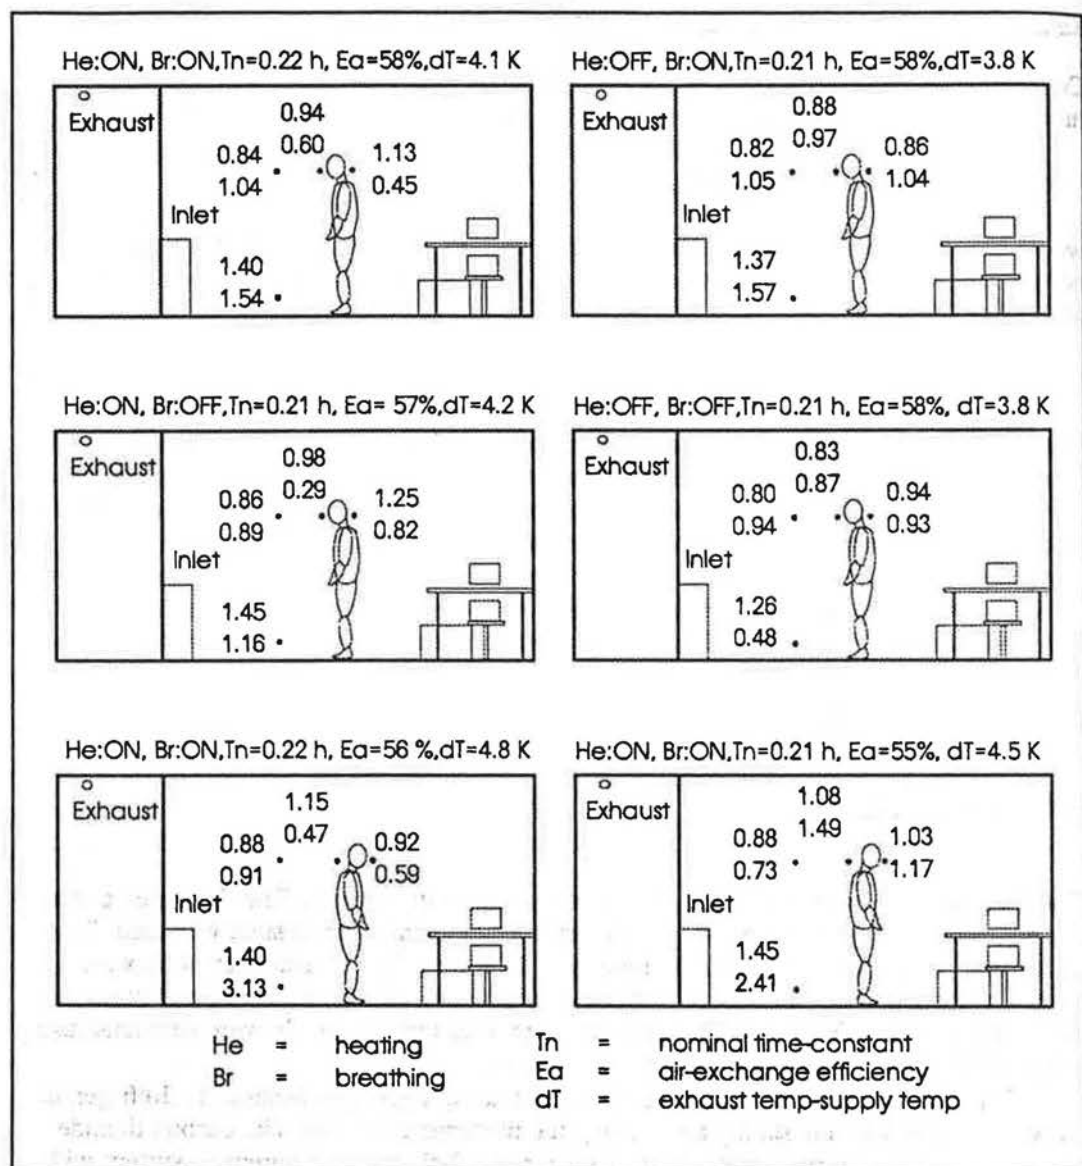 He:ON, Br:ON,Tn=0.22 h, Ea=58%,dT=4.1 K
Exhaust
0.94
0.60
0.84
1.04
1.13
0.45
Inlet
1.40
1.54
He:OFF, Br:ON,Tn=0.21 h, Ea=58%,dT=3.8 K
Exhaust
0.88
0.97
0.82
1.05
0.86
1.04
Inlet
1.37
1.57
He:ON, Br:OFF,Tn=0.21 h, Ea= 57%,dT=4.2 K
Exhaust
0.98
0.29
0.86
0.89
1.25
0.82
Inlet
1.45
1.16
He:OFF, Br:OFF,Tn=0.21 h, Ea=58%, dT=3.8 K
Exhaust
0.83
0.87
0.80
0.94
0.94
0.93
Inlet
1.26
0.48
He:ON, Br:ON,Tn=0.22 h, Ea=56 %,dT=4.8 K
Exhaust
1.15
0.47
0.88
0.91
0.92
0.59
Inlet
1.40
3.13
He:ON, Br:ON,Tn=0.21 h, Ea=55%, dT=4.5 K
Exhaust
1.08
1.49
0.88
0.73
1.03
1.17
Inlet
1.45
2.41
He = heating
Br = breathing
Tn = nominal time-constant
Ea = air-exchange efficiency
dT = exhaust temp-supply temp